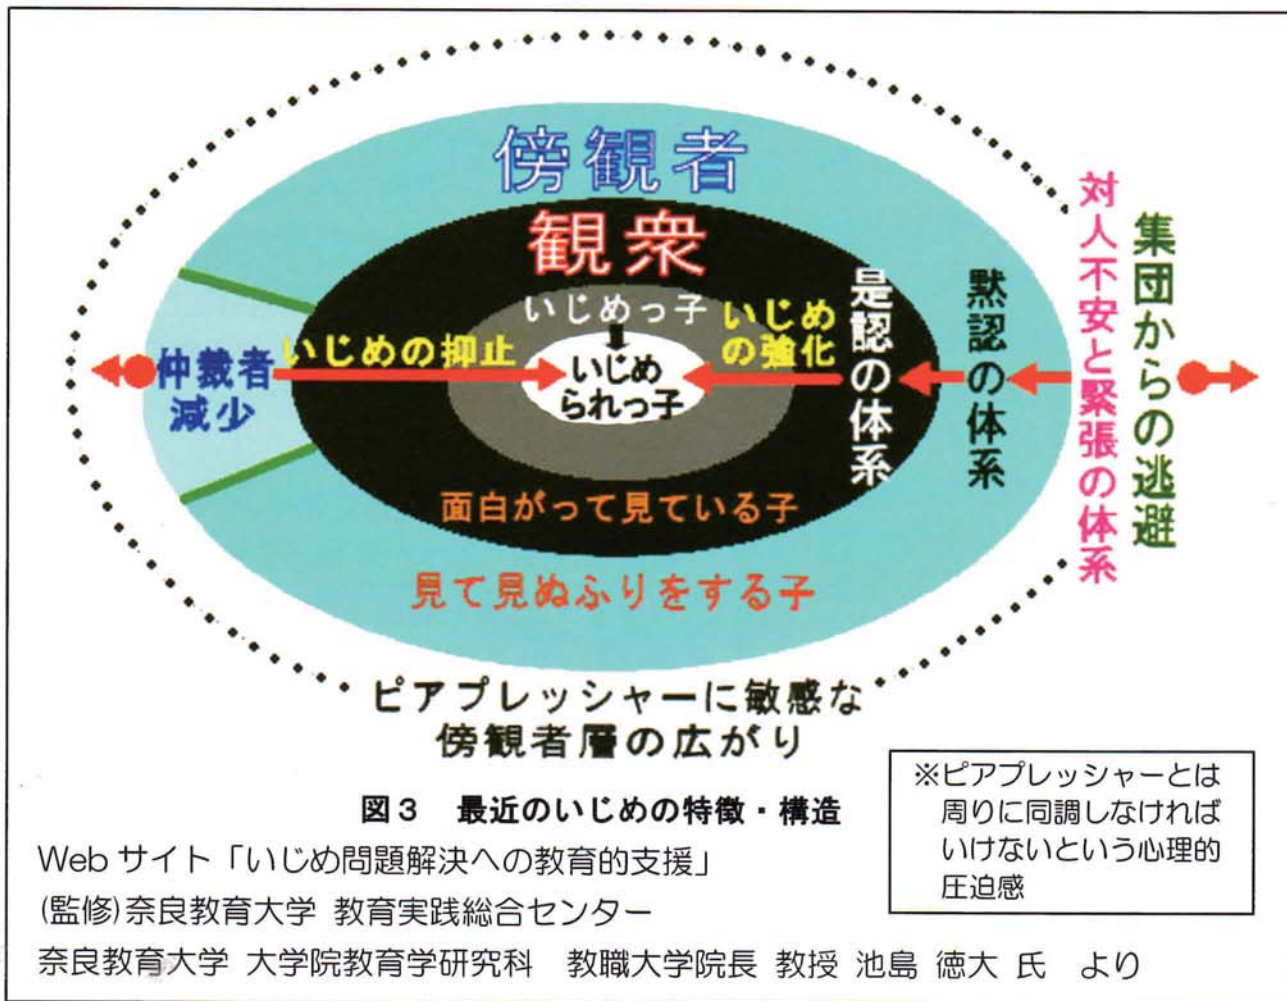 傍観者
観衆
いじめっ子
いじめ
られっ子
いじめ
の強化
いじめの抑止
仲裁者
減少
是認の体系
黙認の体系
対人不安と緊張の体系
集団からの逃避
面白がって見ている子
見て見ぬふりをする子
ピアプレッシャーに敏感な
傍観者層の広がり
図3 最近のいじめの特徴・構造
※ピアプレッシャーとは
周りに同調しなければ
いけないという心理的
圧迫感
Web サイト「いじめ問題解決への教育的支援」
(監修)奈良教育大学 教育実践総合センター
奈良教育大学 大学院教育学研究科 教職大学院長 教授 池島 徳大 氏 より